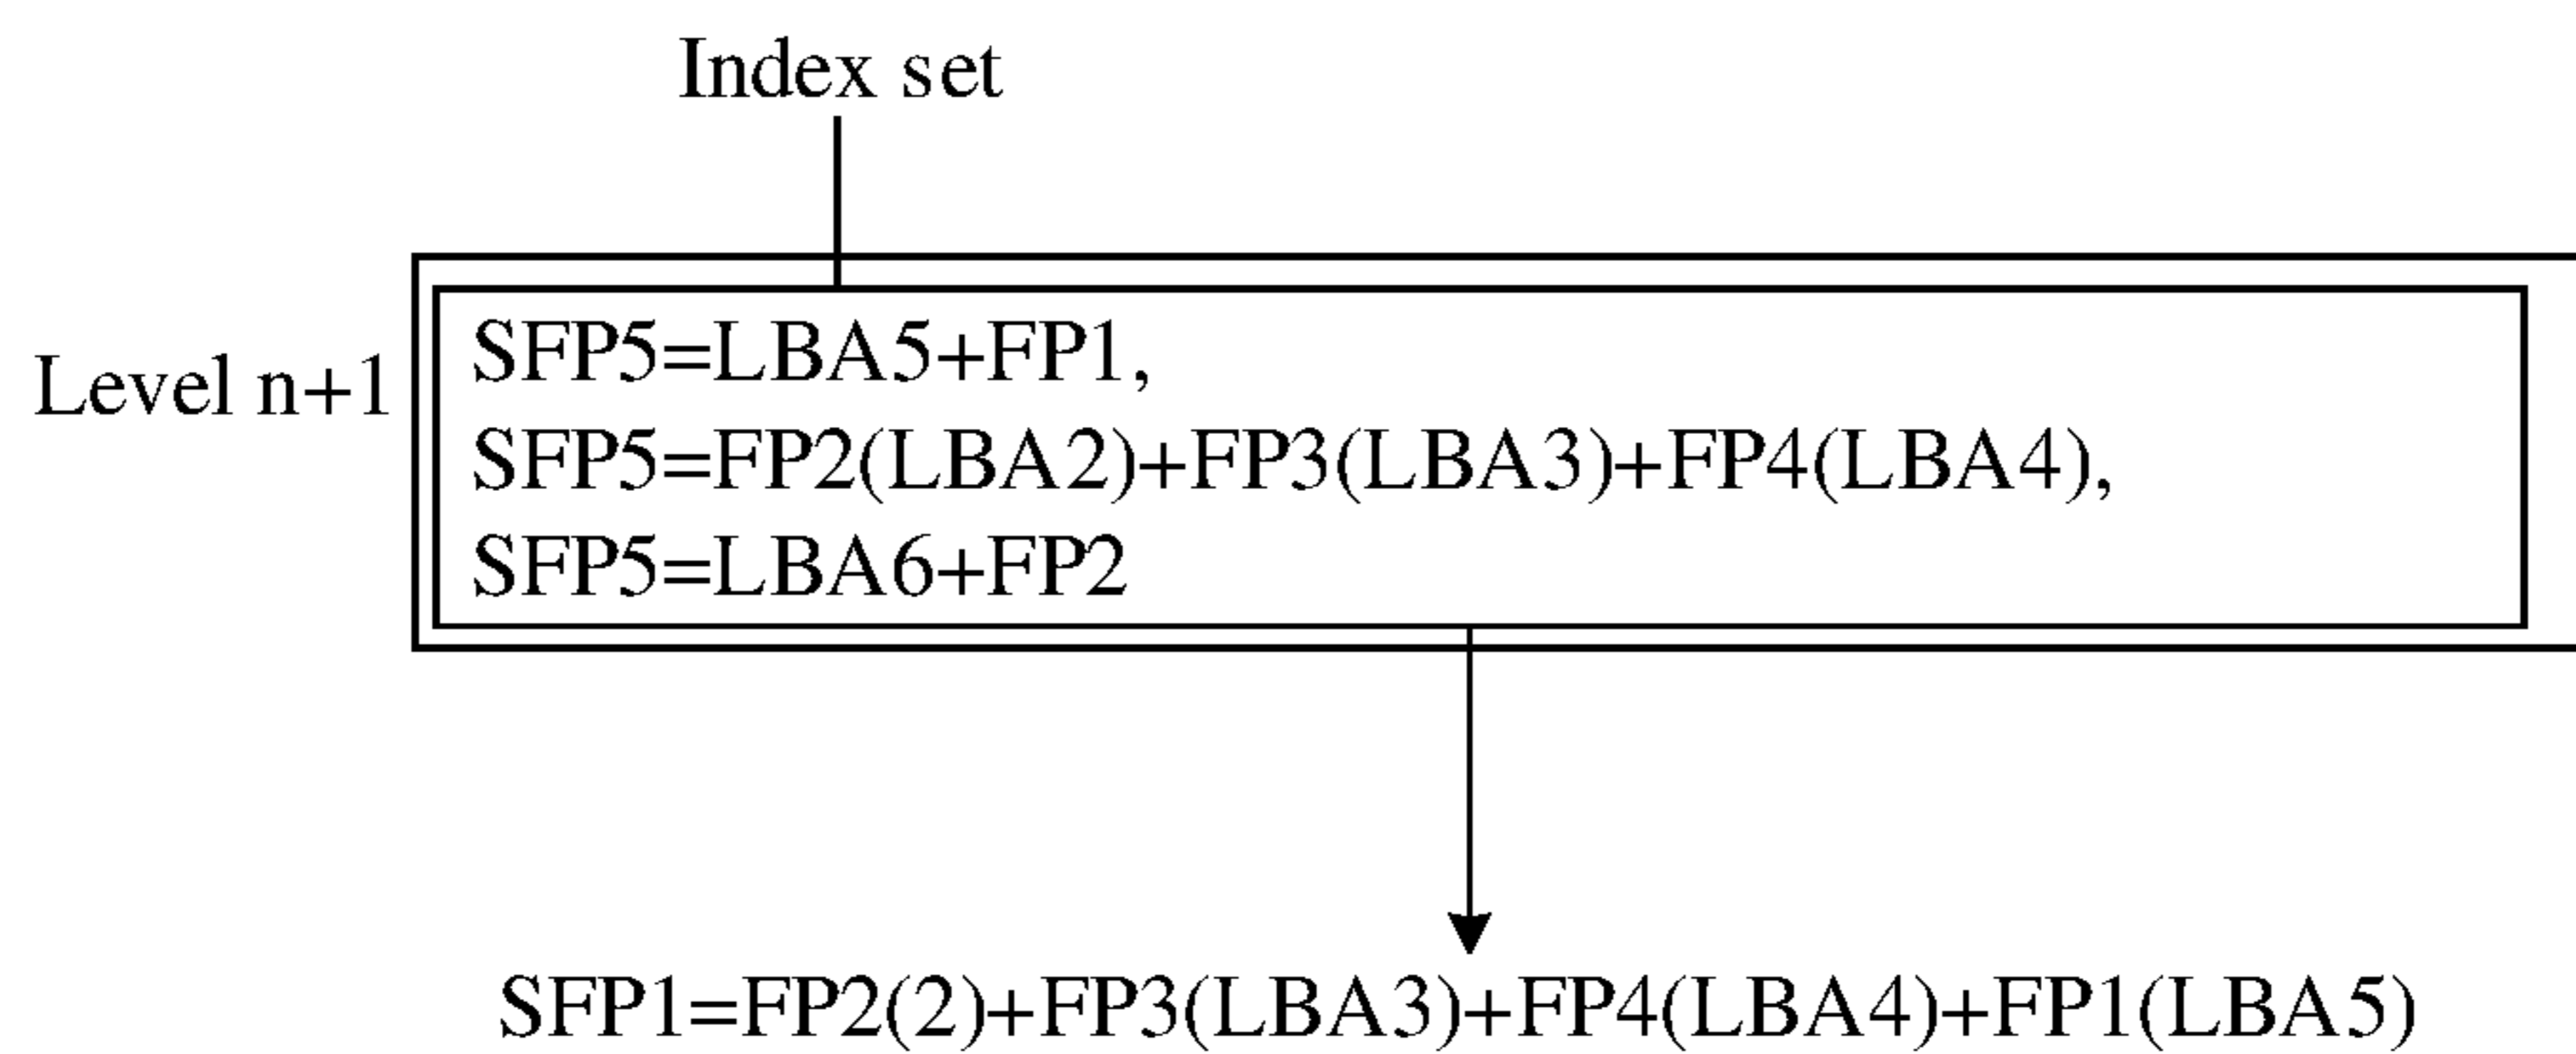 Index set
Level n+1
SFP5=LBA5+FP1,
SFP5=FP2(LBA2)+FP3(LBA3)+FP4(LBA4),
SFP5=LBA6+FP2
SFP1=FP2(2)+FP3(LBA3)+FP4(LBA4)+FP1(LBA5)